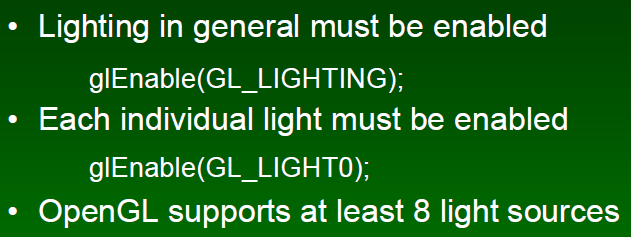 • Lighting in general must be enabled
glEnable(GL_LIGHTING);
• Each individual light must be enabled
glEnable(GL_LIGHT0);
• OpenGL supports at least 8 light sources